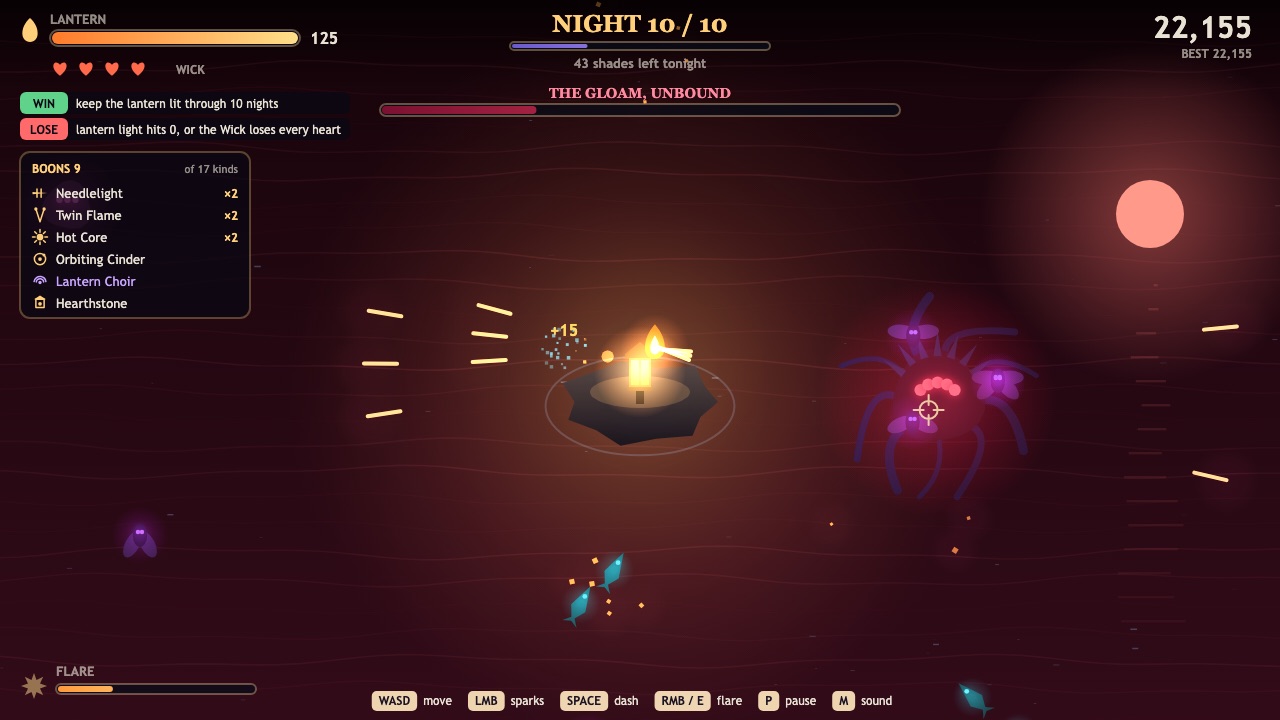 LANTERN
125
WICK
NIGHT 10 / 10
43 shades left tonight
22,155
BEST 22,155
THE GLOAM, UNBOUND
WIN keep the lantern lit through 10 nights
LOSE lantern light hits 0, or the Wick loses every heart
BOONS 9 of 17 kinds
Needlelight ×2
Twin Flame ×2
Hot Core ×2
Orbiting Cinder
Lantern Choir
Hearthstone
+15
FLARE
WASD move LMB sparks SPACE dash RMB / E flare P pause M sound